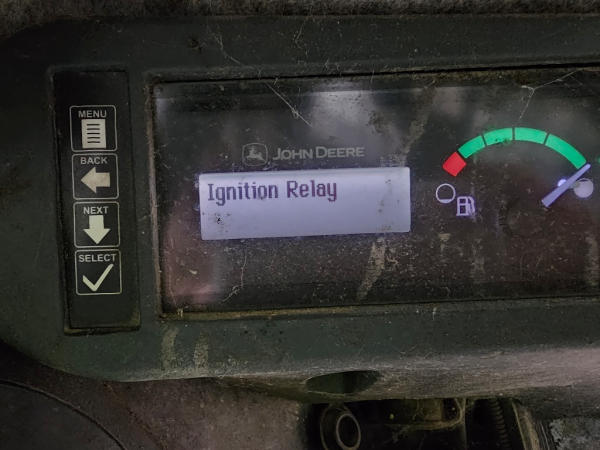 MENU
BACK
NEXT
SELECT
JOHN DEERE
Ignition Relay